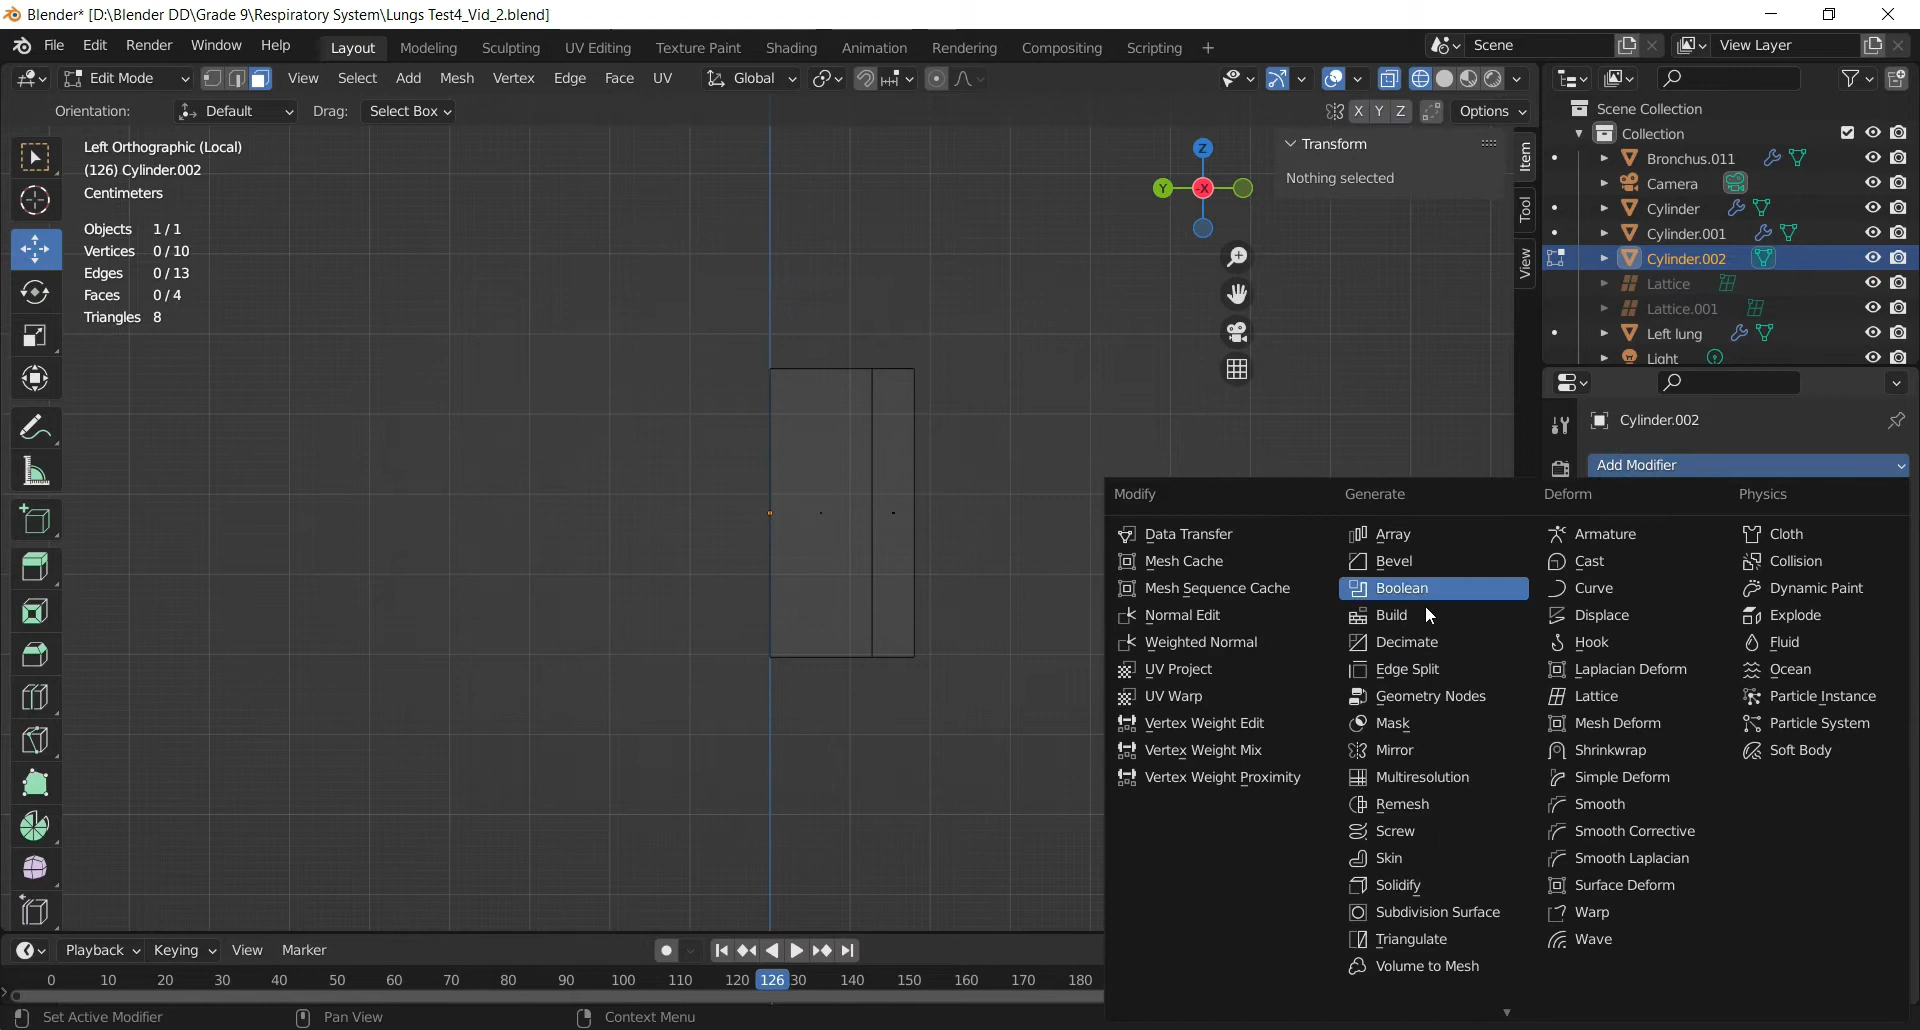 Blender* [D:\Blender DD\Grade 9\Respiratory System\Lungs Test4_Vid_2.blend]
File Edit Render Window Help Layout Modeling Sculpting UV Editing Texture Paint Shading Animation Rendering Compositing Scripting + Scene View Layer
Edit Mode View Select Add Mesh Vertex Edge Face UV Global
Orientation: Default Drag: Select Box X Y Z Options
Left Orthographic (Local)
(126) Cylinder.002
Centimeters
Objects 1/1
Vertices 0/10
Edges 0/13
Faces 0/4
Triangles 8
Z
Y -X
Transform
Nothing selected
Item
Tool
View
Scene Collection
Collection
Bronchus.011
Camera
Cylinder
Cylinder.001
Cylinder.002
Lattice
Lattice.001
Left lung
Light
Cylinder.002
Add Modifier
Modify Generate Deform Physics
Data Transfer Array Armature Cloth
Mesh Cache Bevel Cast Collision
Mesh Sequence Cache Boolean Curve Dynamic Paint
Normal Edit Build Displace Explode
Weighted Normal Decimate Hook Fluid
UV Project Edge Split Laplacian Deform Ocean
UV Warp Geometry Nodes Lattice Particle Instance
Vertex Weight Edit Mask Mesh Deform Particle System
Vertex Weight Mix Mirror Shrinkwrap Soft Body
Vertex Weight Proximity Multiresolution Simple Deform
Remesh Smooth
Screw Smooth Corrective
Skin Smooth Laplacian
Solidify Surface Deform
Subdivision Surface Warp
Triangulate Wave
Volume to Mesh
Playback Keying View Marker
0 10 20 30 40 50 60 70 80 90 100 110 120 126 30 140 150 160 170 180
Set Active Modifier Pan View Context Menu